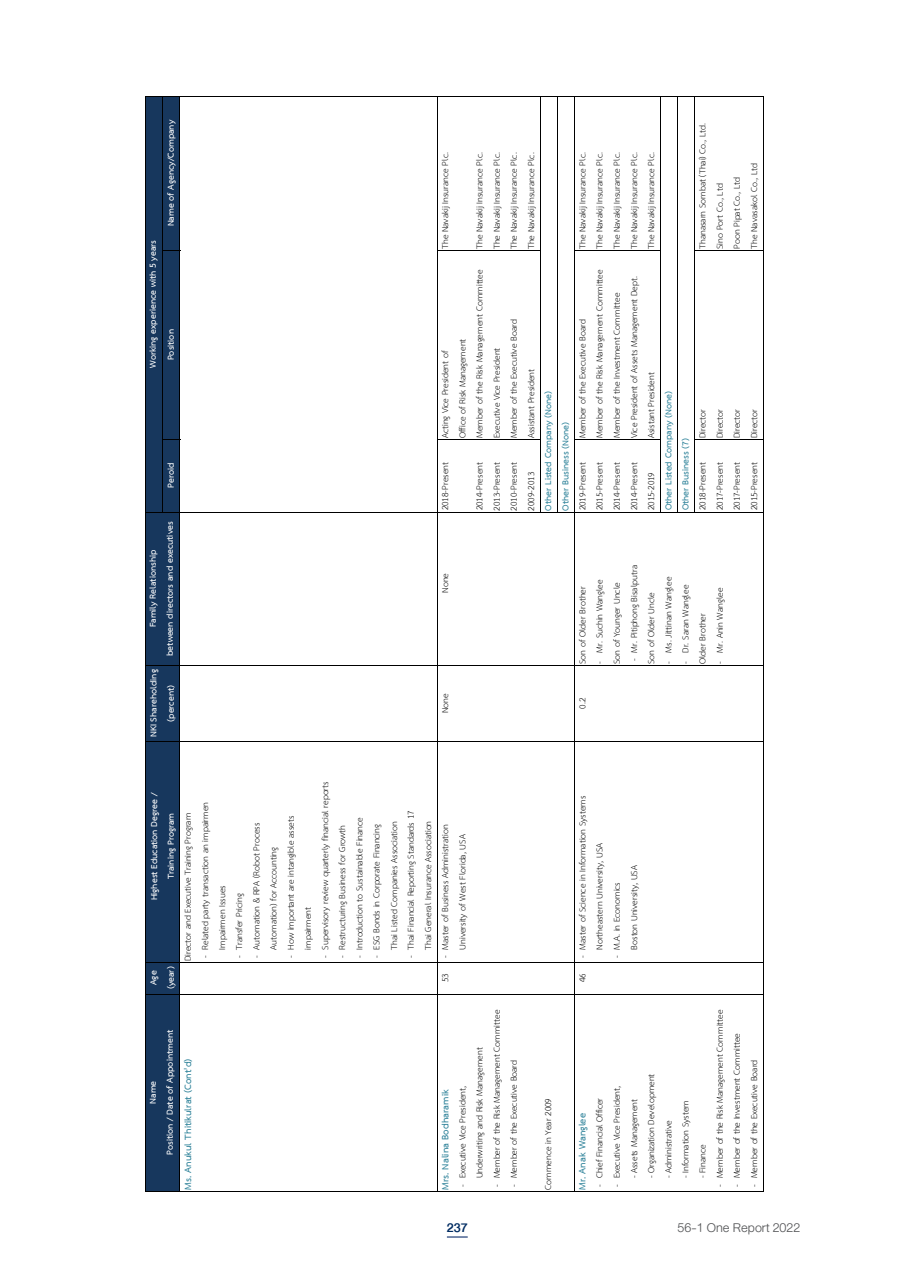 Name
Position / Date of Appointment
Age
(year)
Highest Education Degree /
Training Program
NKI Shareholding
(percent)
Family Relationship
between directors and executives
Working experience with 5 years
Peroid
Position
Name of Agency/Company
Ms. Anukul Thitikulrat (Cont'd)
Director and Executive Training Program
- Related party transaction an impairmen
Impairmen Issues
- Transfer Pricing
- Automation & RPA (Robot Process
Automation) for Accounting
- How important are intangible assets
impairment
- Supervisory review quarterly financial reports
- Restructuring Business for Growth
- Introduction to Sustainable Finance
- ESG Bonds in Corporate Financing
Thai Listed Companies Association
- Thai Financial Reporting Standards 17
Thai General Insurance Association
Mrs. Nalina Bodharamik
- Executive Vice President,
Underwriting and Risk Management
- Member of the Risk Management Committee
- Member of the Executive Board
Commence in Year 2009
53
- Master of Business Administration
University of West Florida, USA
None
None
2018-Present Acting Vice President of The Navakij Insurance Plc.
Office of Risk Management
2014-Present Member of the Risk Management Committee The Navakij Insurance Plc.
2013-Present Executive Vice President The Navakij Insurance Plc.
2010-Present Member of the Executive Board The Navakij Insurance Plc.
2009-2013 Assistant President The Navakij Insurance Plc.
Other Listed Company (None)
Other Business (None)
Mr. Anak Wanglee
- Chief Financial Officer
- Executive Vice President,
- Assets Management
- Organization Development
- Administrative
- Information System
- Finance
- Member of the Risk Management Committee
- Member of the Investment Committee
- Member of the Executive Board
46
- Master of Science in Information Systems
Northeastern University, USA
- M.A. in Economics
Boston University, USA
0.2
Son of Older Brother
- Mr. Suchin Wanglee
Son of Younger Uncle
- Mr. Pitiphong Bisalputra
Son of Older Uncle
- Ms. Jittinan Wanglee
- Dr. Saran Wanglee
Older Brother
- Mr. Anin Wanglee
2019-Present Member of the Executive Board The Navakij Insurance Plc.
2015-Present Member of the Risk Management Committee The Navakij Insurance Plc.
2014-Present Member of the Investment Committee The Navakij Insurance Plc.
2014-Present Vice President of Assets Management Dept. The Navakij Insurance Plc.
2015-2019 Asistant President The Navakij Insurance Plc.
Other Listed Company (None)
Other Business (7)
2018-Present Director Thanasarn Sombat (Thai) Co., Ltd.
2017-Present Director Sino Port Co., Ltd
2017-Present Director Poon Pipat Co., Ltd
2015-Present Director The Navasakol Co., Ltd
237
56-1 One Report 2022